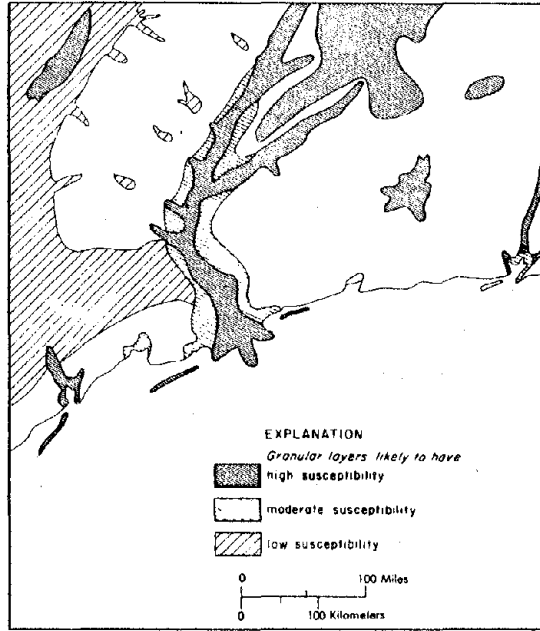 EXPLANATION
Granular layers likely to have
high susceptibility
moderate susceptibility
low susceptibility
0 100 Miles
0 100 Kilometers